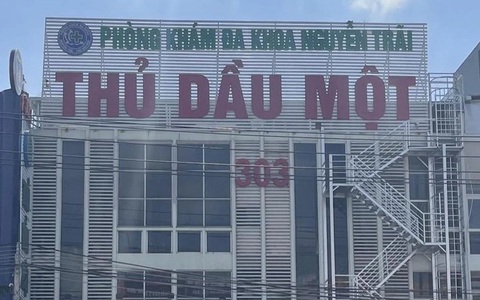 PHÒNG KHÁM ĐA KHOA NGUYỄN TRÃI
THỦ DẦU MỘT
303